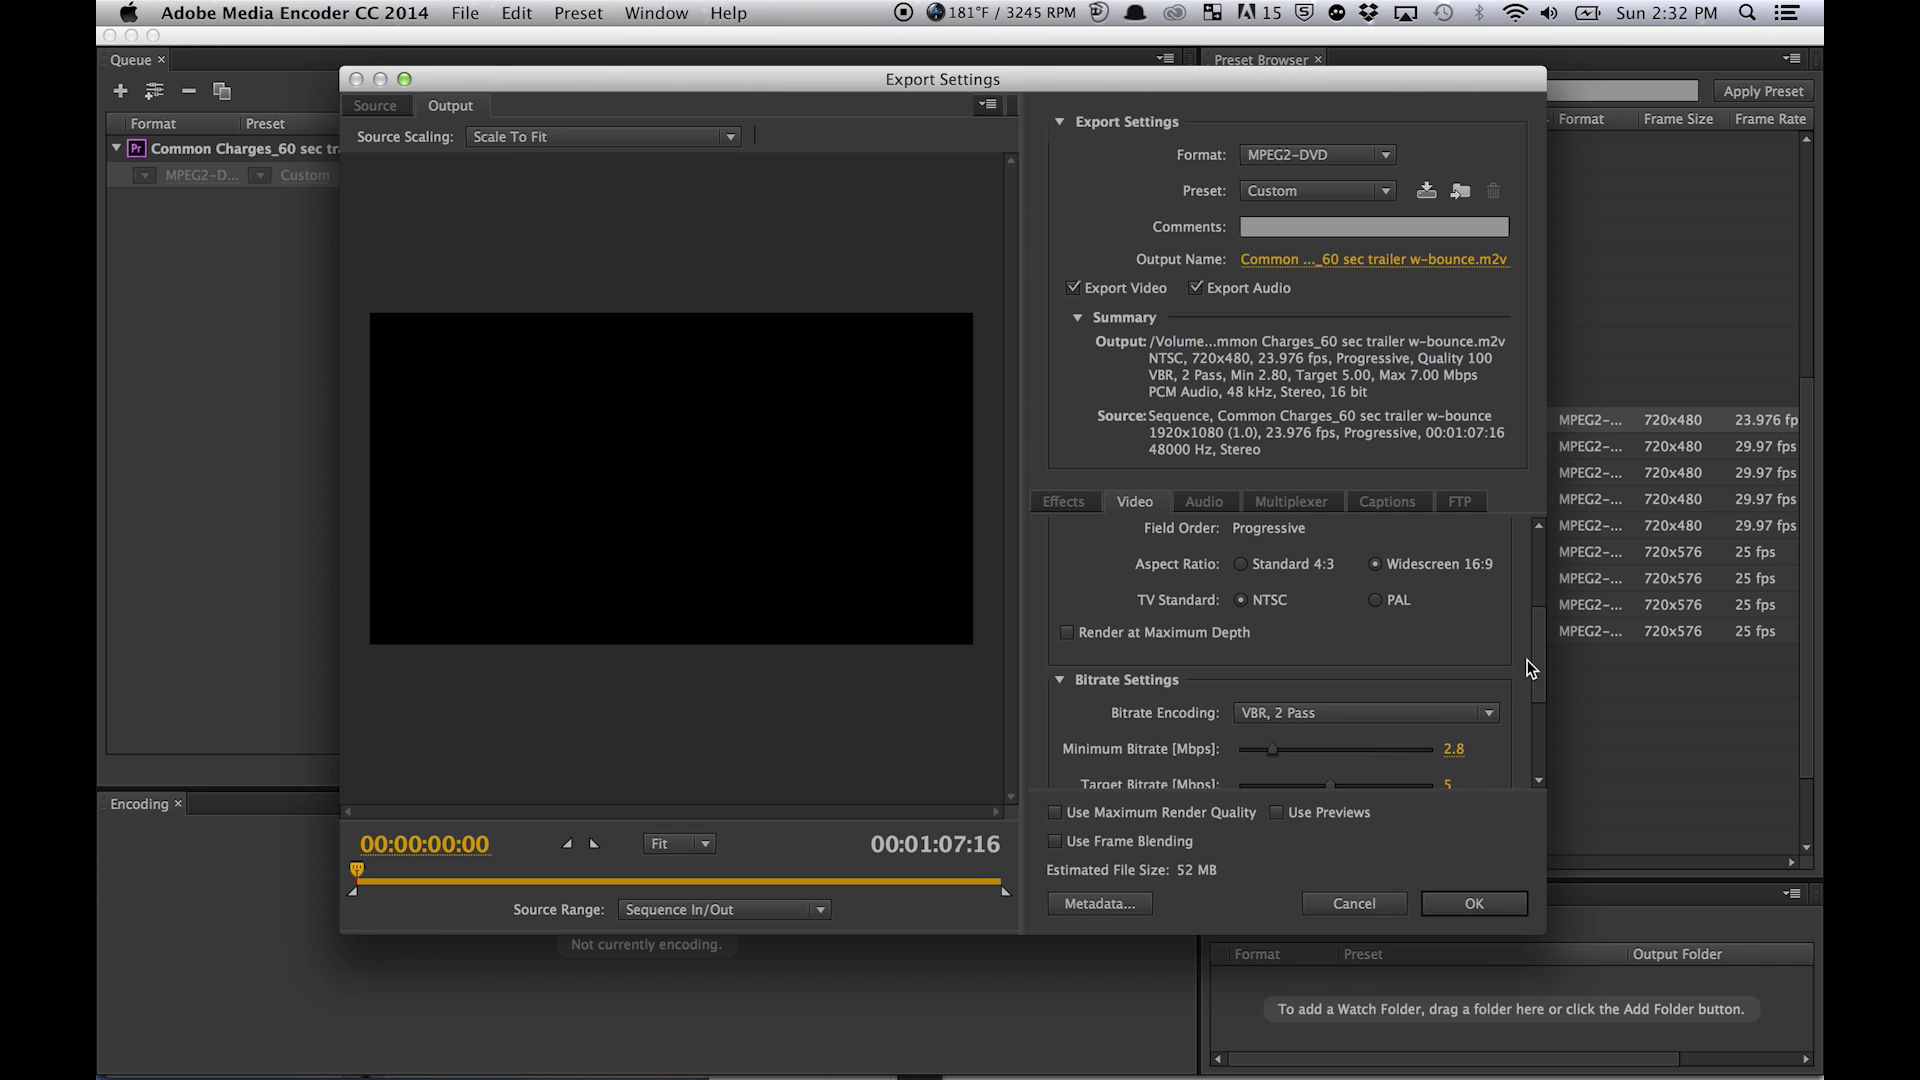 Adobe Media Encoder CC 2014 File Edit Preset Window Help 181°F / 3245 RPM 15 Sun 2:32 PM
Queue
Format Preset
Common Charges_60 sec tr
MPEG2-D... Custom
Export Settings
Source Output
Source Scaling: Scale To Fit
Export Settings
Format: MPEG2-DVD
Preset: Custom
Comments:
Output Name: Common ..._60 sec trailer w-bounce.m2v
Export Video Export Audio
Summary
Output: /Volume...mmon Charges_60 sec trailer w-bounce.m2v
NTSC, 720x480, 23.976 fps, Progressive, Quality 100
VBR, 2 Pass, Min 2.80, Target 5.00, Max 7.00 Mbps
PCM Audio, 48 kHz, Stereo, 16 bit
Source: Sequence, Common Charges_60 sec trailer w-bounce
1920x1080 (1.0), 23.976 fps, Progressive, 00:01:07:16
48000 Hz, Stereo
Effects Video Audio Multiplexer Captions FTP
Field Order: Progressive
Aspect Ratio: Standard 4:3 Widescreen 16:9
TV Standard: NTSC PAL
Render at Maximum Depth
Bitrate Settings
Bitrate Encoding: VBR, 2 Pass
Minimum Bitrate [Mbps]: 2.8
Target Bitrate [Mbps]: 5
Use Maximum Render Quality Use Previews
Use Frame Blending
Estimated File Size: 52 MB
Metadata... Cancel OK
00:00:00:00 Fit 00:01:07:16
Source Range: Sequence In/Out
Preset Browser
Apply Preset
Format Frame Size Frame Rate
MPEG2-... 720x480 23.976 fp
MPEG2-... 720x480 29.97 fps
MPEG2-... 720x480 29.97 fps
MPEG2-... 720x480 29.97 fps
MPEG2-... 720x480 29.97 fps
MPEG2-... 720x576 25 fps
MPEG2-... 720x576 25 fps
MPEG2-... 720x576 25 fps
MPEG2-... 720x576 25 fps
Encoding
Not currently encoding.
Format Preset Output Folder
To add a Watch Folder, drag a folder here or click the Add Folder button.